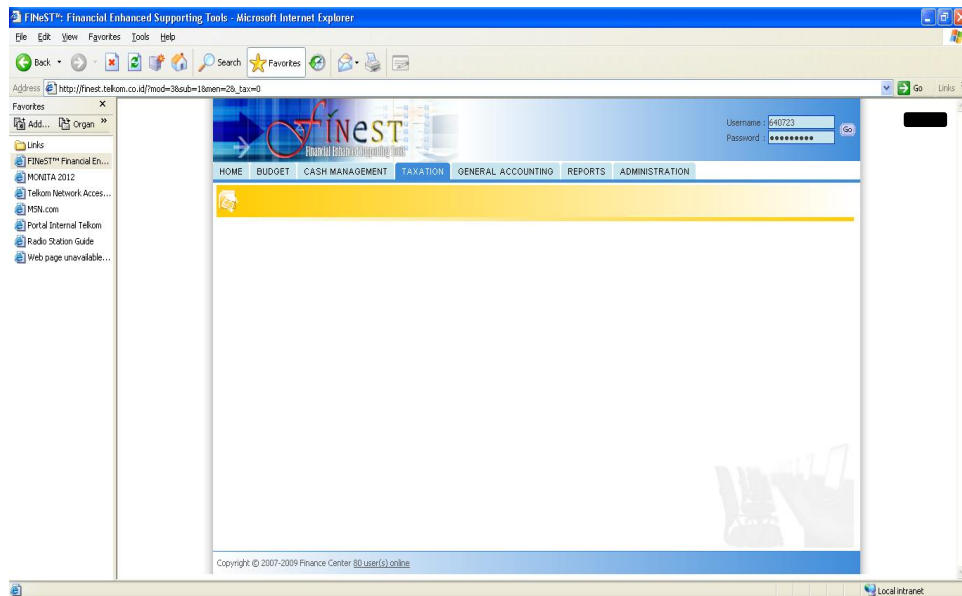 FINeST™: Financial Enhanced Supporting Tools - Microsoft Internet Explorer
File Edit View Favorites Tools Help
Back Search Favorites
Address http://finest.telkom.co.id/?mod=3&sub=1&men=2&_tax=0 Go Links
Favorites
Add... Organ »
Links
FINeST™ Financial En...
MONITA 2012
Telkom Network Acces...
MSN.com
Portal Internal Telkom
Radio Station Guide
Web page unavailable...
fINeST
Financial Enhanced Supporting Tools
Username : 640723
Password : ●●●●●●●●●
Go
HOME BUDGET CASH MANAGEMENT TAXATION GENERAL ACCOUNTING REPORTS ADMINISTRATION
Copyright © 2007-2009 Finance Center 80 user(s) online
Local intranet